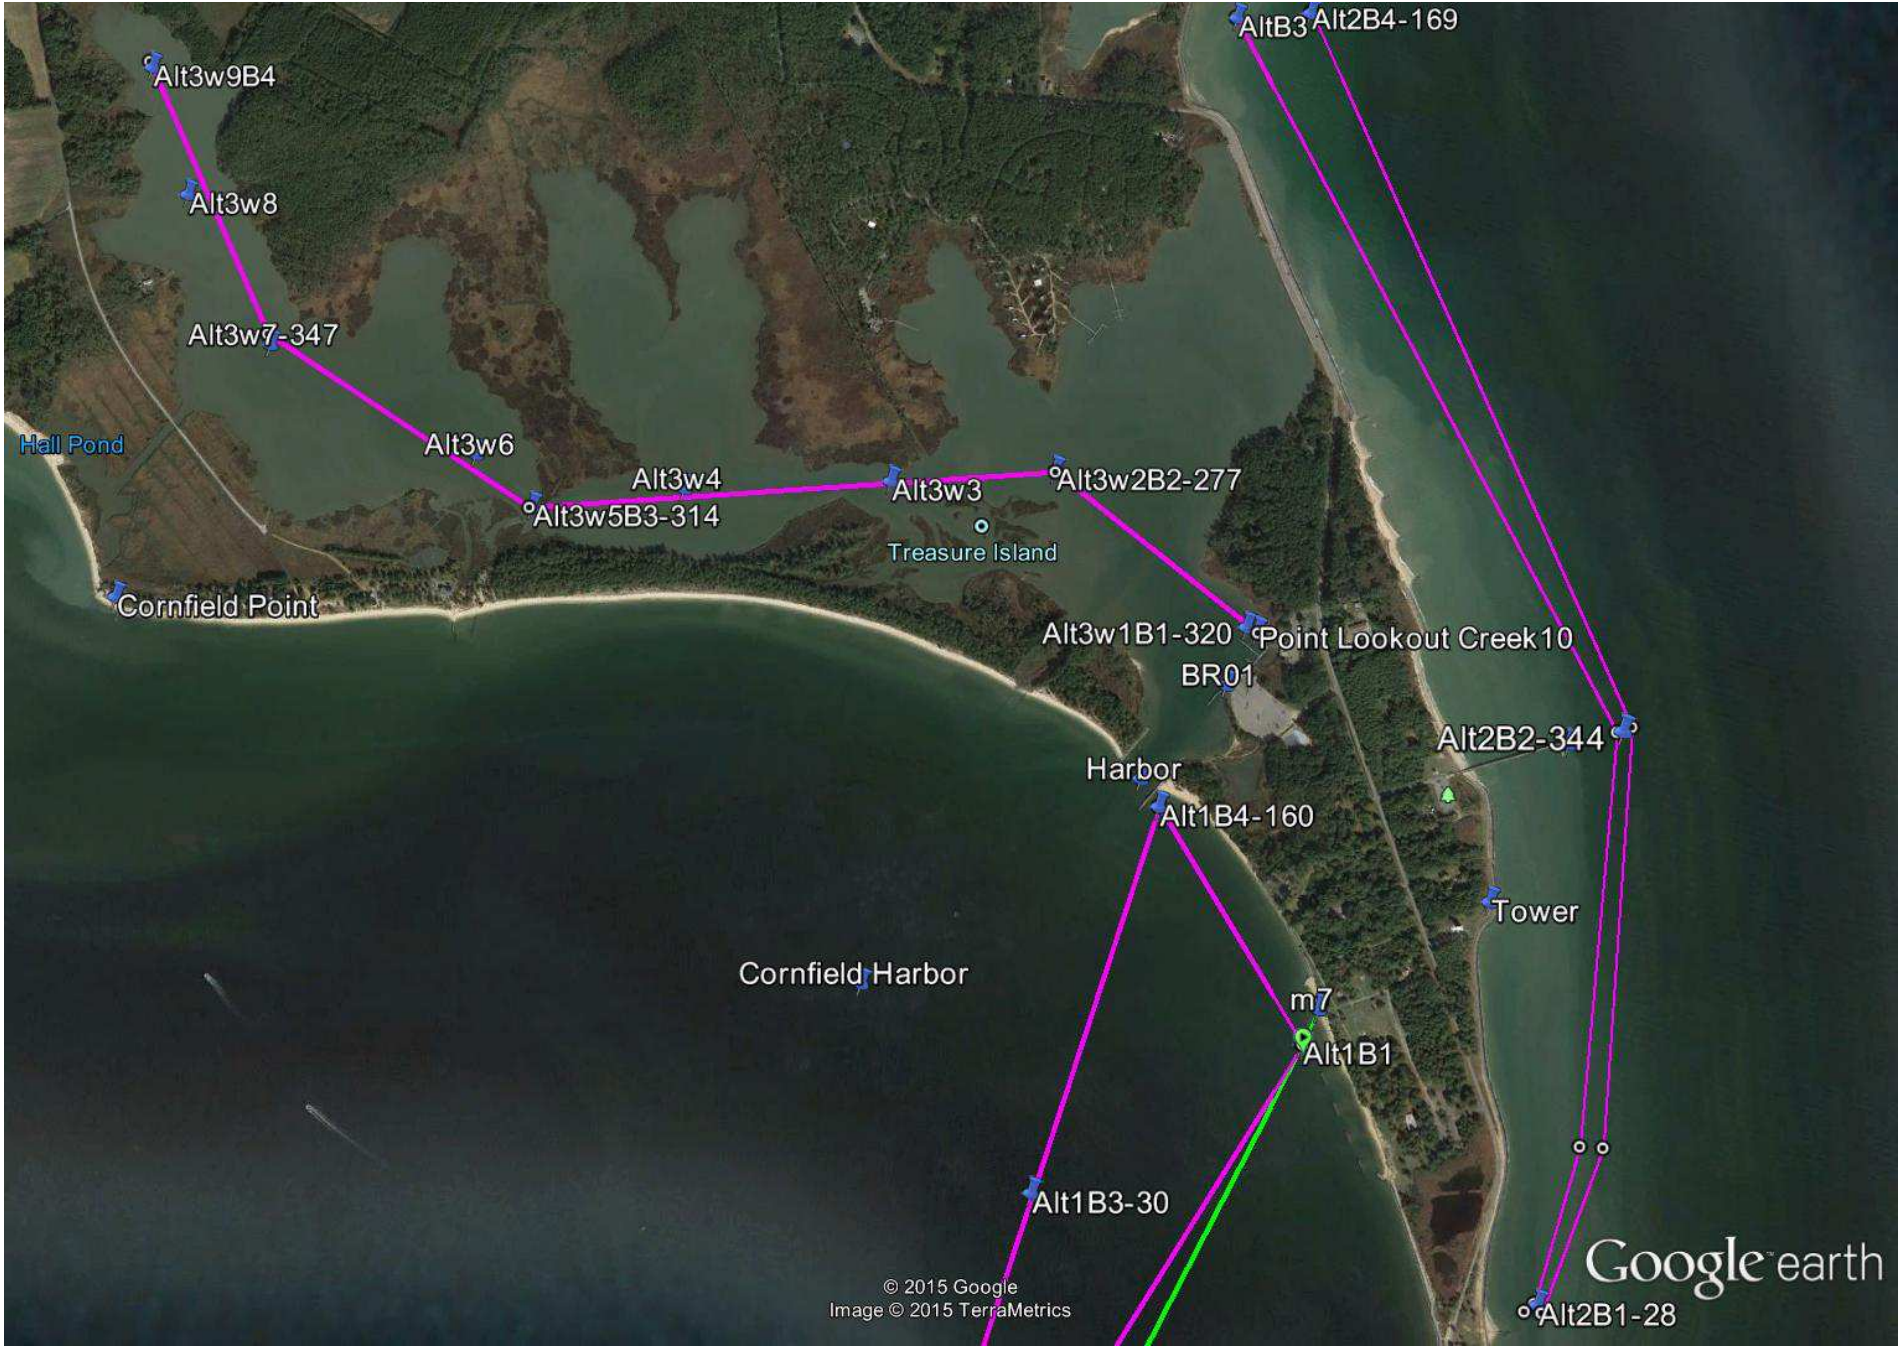 AltB3
Alt2B4-169
Alt3w9B4
Alt3w8
Alt3w7-347
Hall Pond
Alt3w6
Alt3w4
Alt3w3
Alt3w2B2-277
Alt3w5B3-314
Treasure Island
Cornfield Point
Alt3w1B1-320
Point Lookout Creek10
BR01
Alt2B2-344
Harbor
Alt1B4-160
Tower
Cornfield Harbor
m7
Alt1B1
Alt1B3-30
Google earth
© 2015 Google
Image © 2015 TerraMetrics
Alt2B1-28